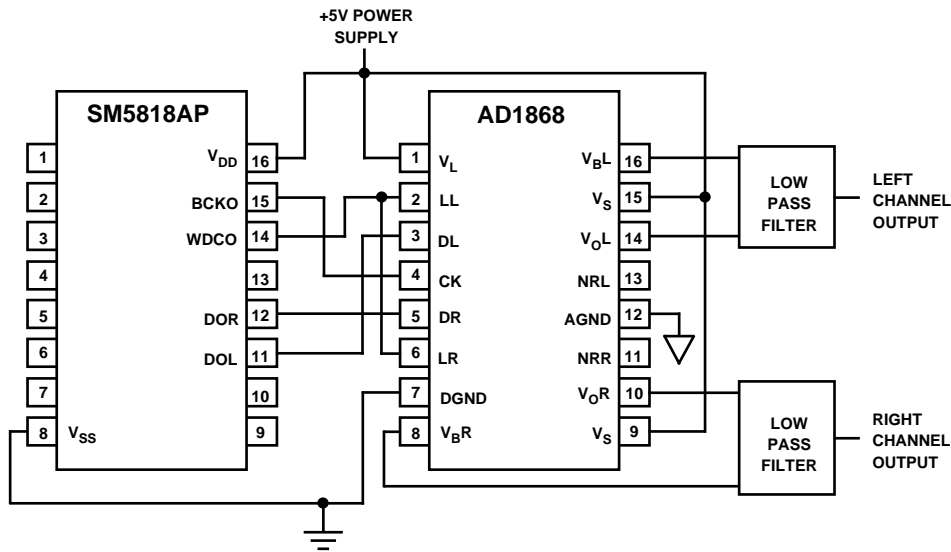 +5V POWER
SUPPLY
SM5818AP
AD1868
1
2
3
4
5
6
7
8
VSS
VDD
16
BCKO
15
WDCO
14
13
DOR
12
DOL
11
10
9
1
VL
2
LL
3
DL
4
CK
5
DR
6
LR
7
DGND
8
VBR
VBL
16
VS
15
VOL
14
NRL
13
AGND
12
NRR
11
VOR
10
VS
9
LOW
PASS
FILTER
LEFT
CHANNEL
OUTPUT
LOW
PASS
FILTER
RIGHT
CHANNEL
OUTPUT